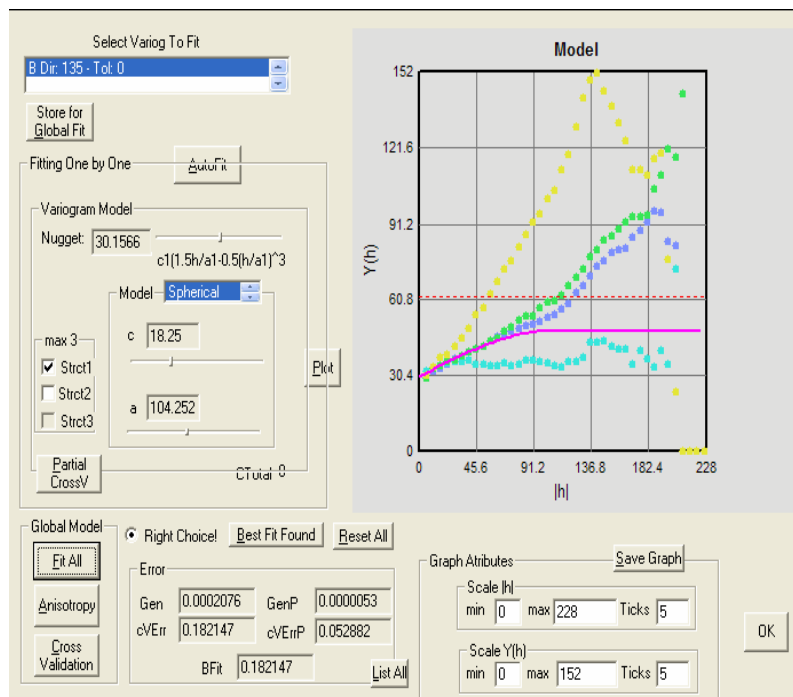 Select Variog To Fit
B Dir: 135 - Tol: 0
Store for
Global Fit
Fitting One by One
AutoFit
Variogram Model
Nugget: 30.1566
c1(1.5h/a1-0.5(h/a1)^3
Model Spherical
max 3
Strct1
Strct2
Strct3
c 18.25
a 104.252
Plot
Partial
CrossV
CTotal 0
Model
152
121.6
91.2
60.8
30.4
0
Y(h)
0 45.6 91.2 136.8 182.4 228
|h|
Global Model
Fit All
Anisotropy
Cross
Validation
Right Choice!
Best Fit Found
Reset All
Error
Gen 0.0002076 GenP 0.0000053
cVErr 0.182147 cVErrP 0.052882
BFit 0.182147
List All
Graph Atributes
Save Graph
Scale |h|
min 0 max 228 Ticks 5
Scale Y(h)
min 0 max 152 Ticks 5
OK